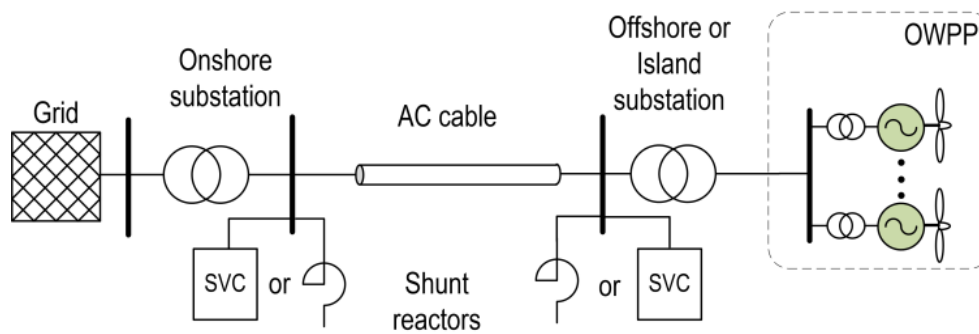 OWPP
Offshore or
Island
substation
Onshore
substation
Grid
AC cable
SVC
or
Shunt
reactors
or
SVC